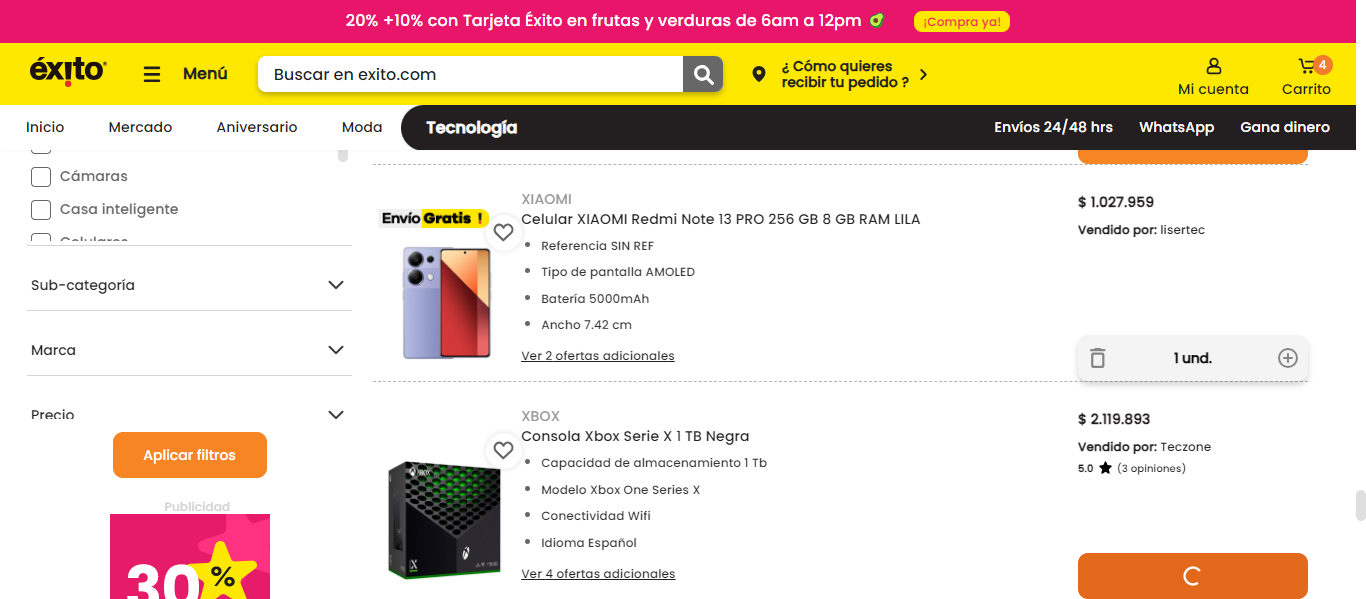 20% +10% con Tarjeta Éxito en frutas y verduras de 6am a 12pm
¡Compra ya!
éxito
Menú
Buscar en exito.com
¿ Cómo quieres
recibir tu pedido ?
Mi cuenta
4
Carrito
Inicio
Mercado
Aniversario
Moda
Tecnología
Envíos 24/48 hrs
WhatsApp
Gana dinero
Cámaras
Casa inteligente
Celulares
Sub-categoría
Marca
Precio
Aplicar filtros
Publicidad
30%
Envío Gratis !
XIAOMI
Celular XIAOMI Redmi Note 13 PRO 256 GB 8 GB RAM LILA
Referencia SIN REF
Tipo de pantalla AMOLED
Batería 5000mAh
Ancho 7.42 cm
Ver 2 ofertas adicionales
$ 1.027.959
Vendido por: lisertec
1 und.
XBOX
XBOX
Consola Xbox Serie X 1 TB Negra
Capacidad de almacenamiento 1 Tb
Modelo Xbox One Series X
Conectividad Wifi
Idioma Español
Ver 4 ofertas adicionales
$ 2.119.893
Vendido por: Teczone
5.0 ★ (3 opiniones)